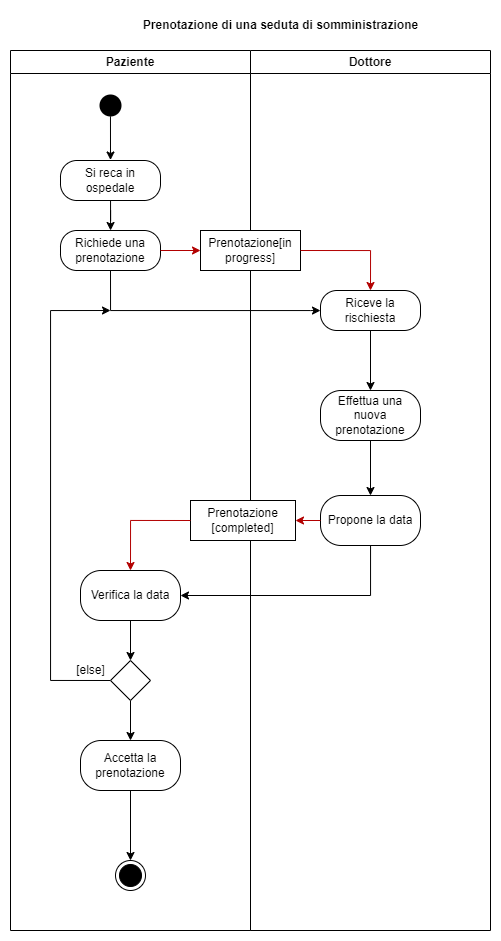 Prenotazione di una seduta di somministrazione
Paziente
Dottore
Si reca in
ospedale
Richiede una
prenotazione
Prenotazione[in
progress]
Riceve la
rischiesta
Effettua una
nuova
prenotazione
Prenotazione
[completed]
Propone la data
Verifica la data
[else]
Accetta la
prenotazione